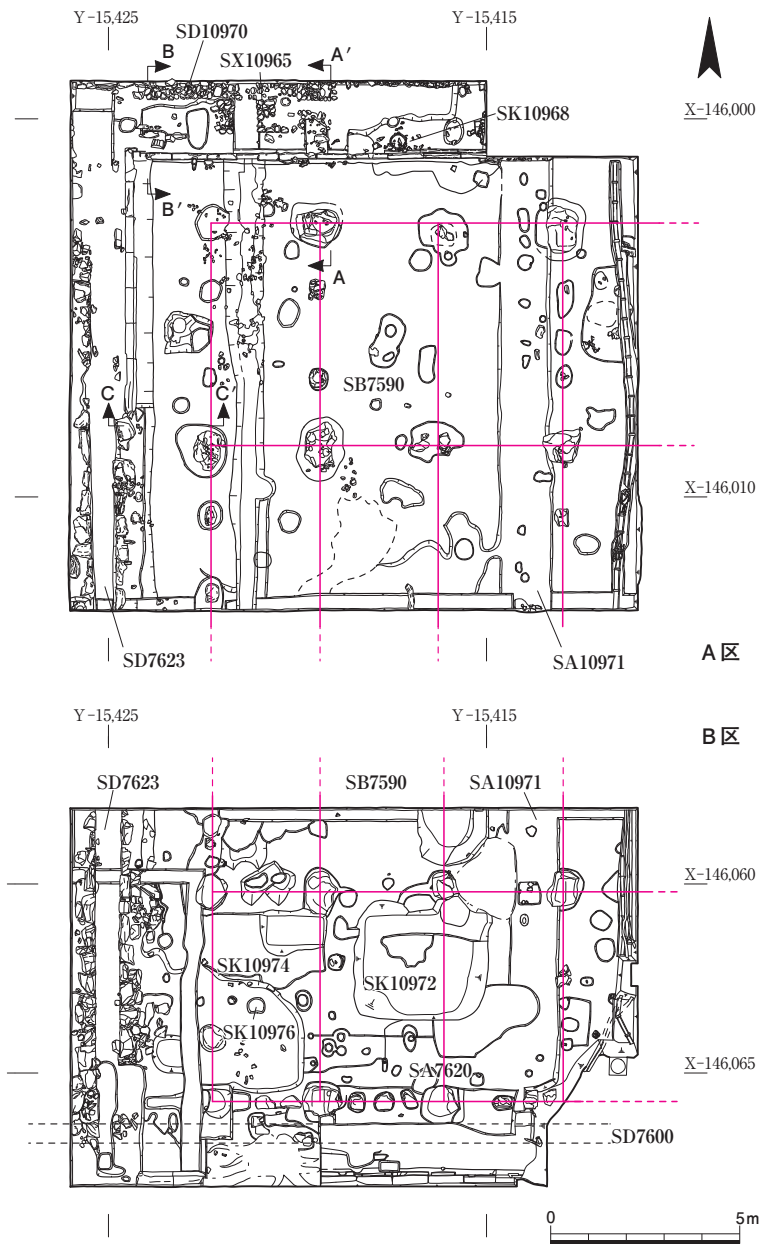 Y-15,425
Y-15,415
SD10970
B
SX10965
A′
SK10968
X-146,000
B′
A
SB7590
C
C′
X-146,010
SD7623
SA10971
A区
Y-15,425
Y-15,415
B区
SD7623
SB7590
SA10971
X-146,060
SK10974
SK10972
SK10976
SA7620
X-146,065
SD7600
0
5m